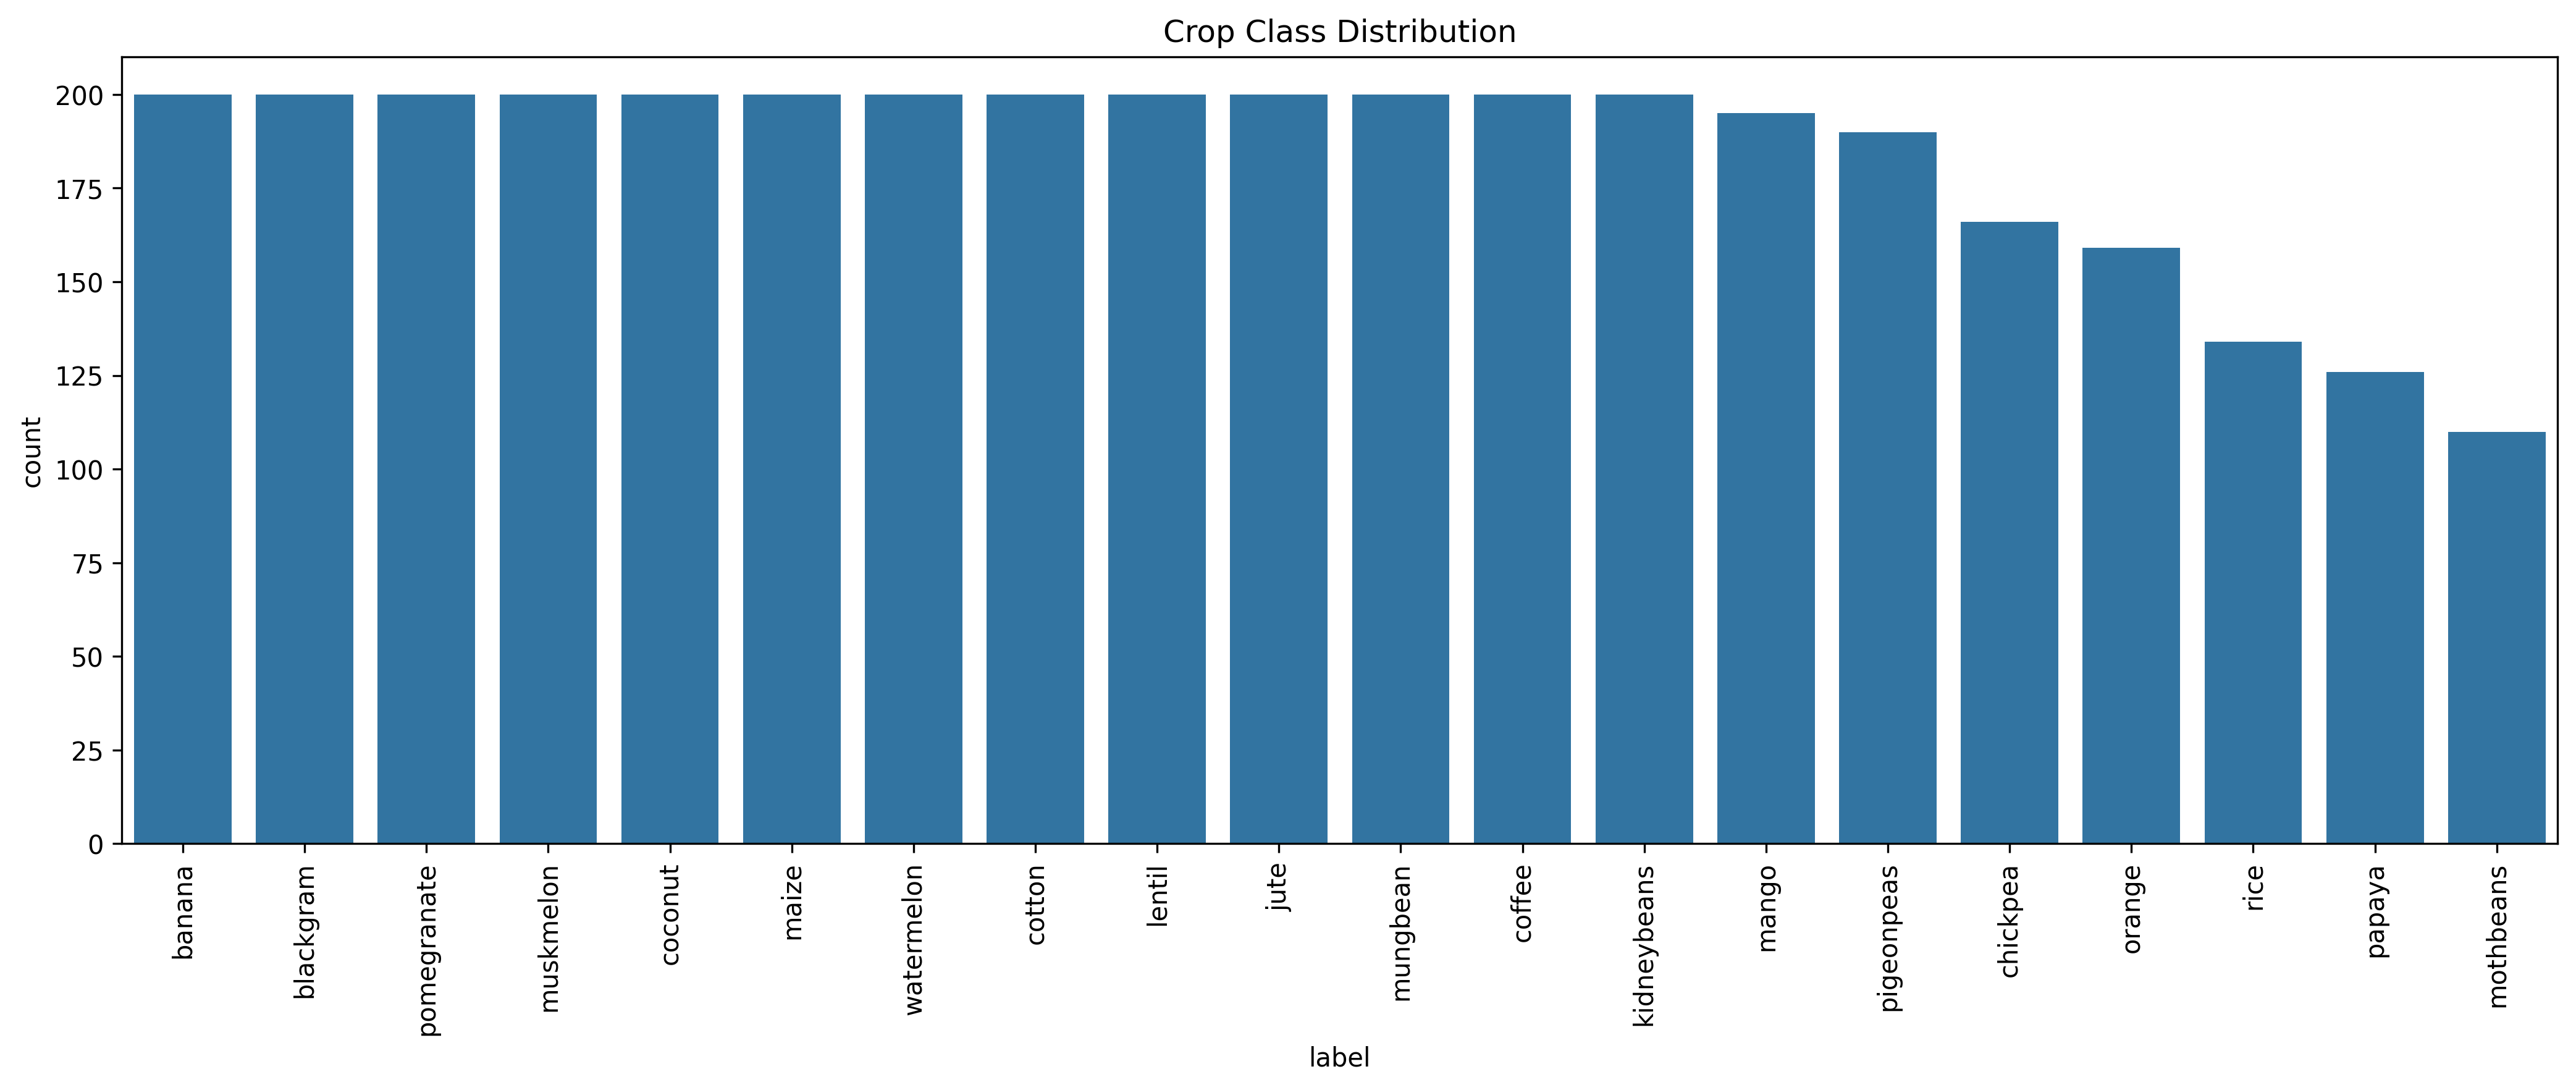 Crop Class Distribution
count
200
175
150
125
100
75
50
25
0
banana
blackgram
pomegranate
muskmelon
coconut
maize
watermelon
cotton
lentil
jute
mungbean
coffee
kidneybeans
mango
pigeonpeas
chickpea
orange
rice
papaya
mothbeans
label